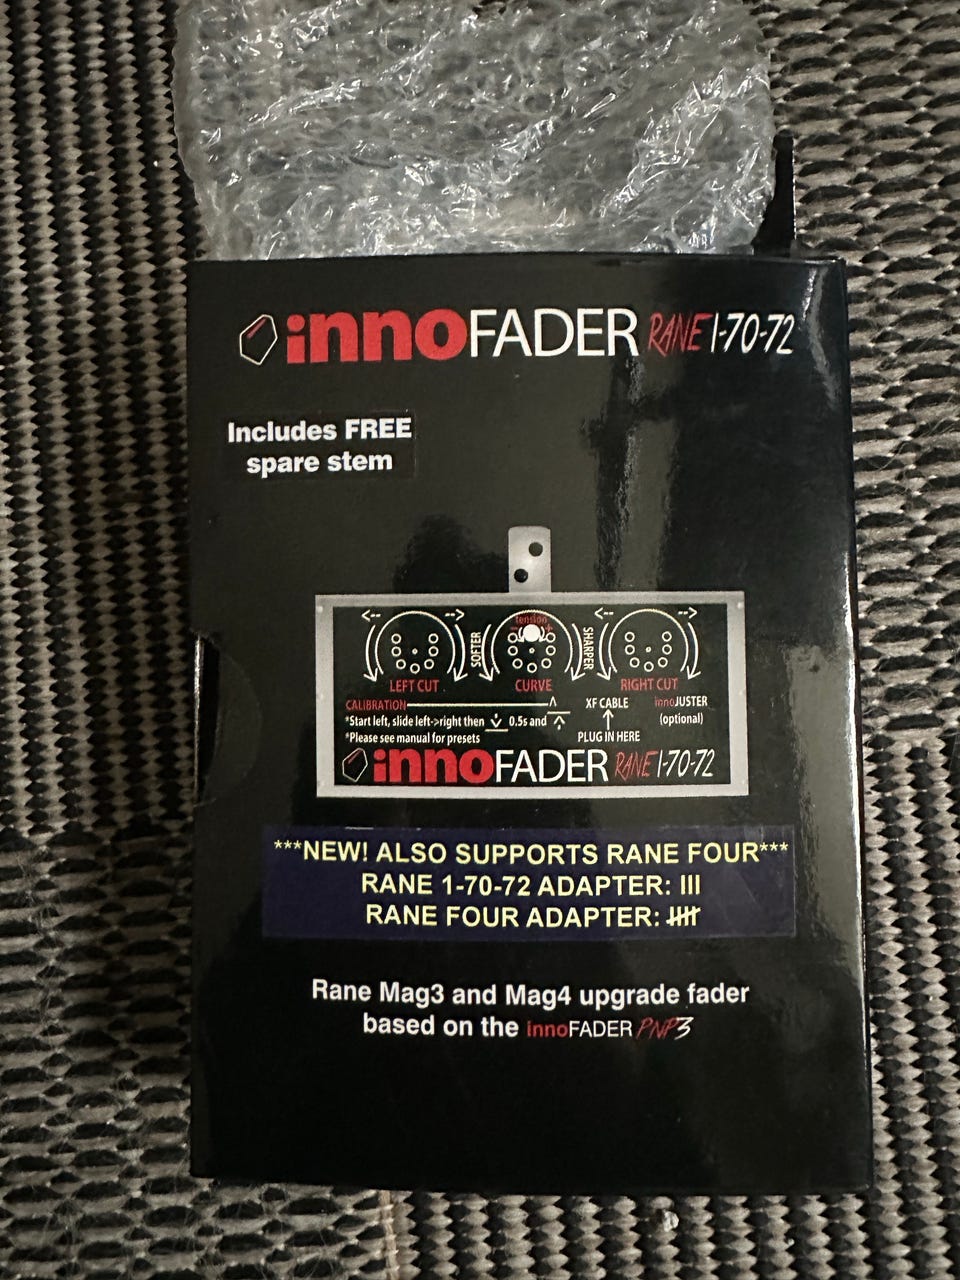 innoFADER RANE 1-70-72
Includes FREE
spare stem
<-- --> <-- -->
Tension
- +
SOFTER SHARPER
LEFT CUT CURVE RIGHT CUT
CALIBRATION XF CABLE innoJUSTER
*Start left, slide left->right then 0.5s and (optional)
*Please see manual for presets PLUG IN HERE
innoFADER RANE 1-70-72
***NEW! ALSO SUPPORTS RANE FOUR***
RANE 1-70-72 ADAPTER: III
RANE FOUR ADAPTER: 卌
Rane Mag3 and Mag4 upgrade fader
based on the innoFADER PNP3